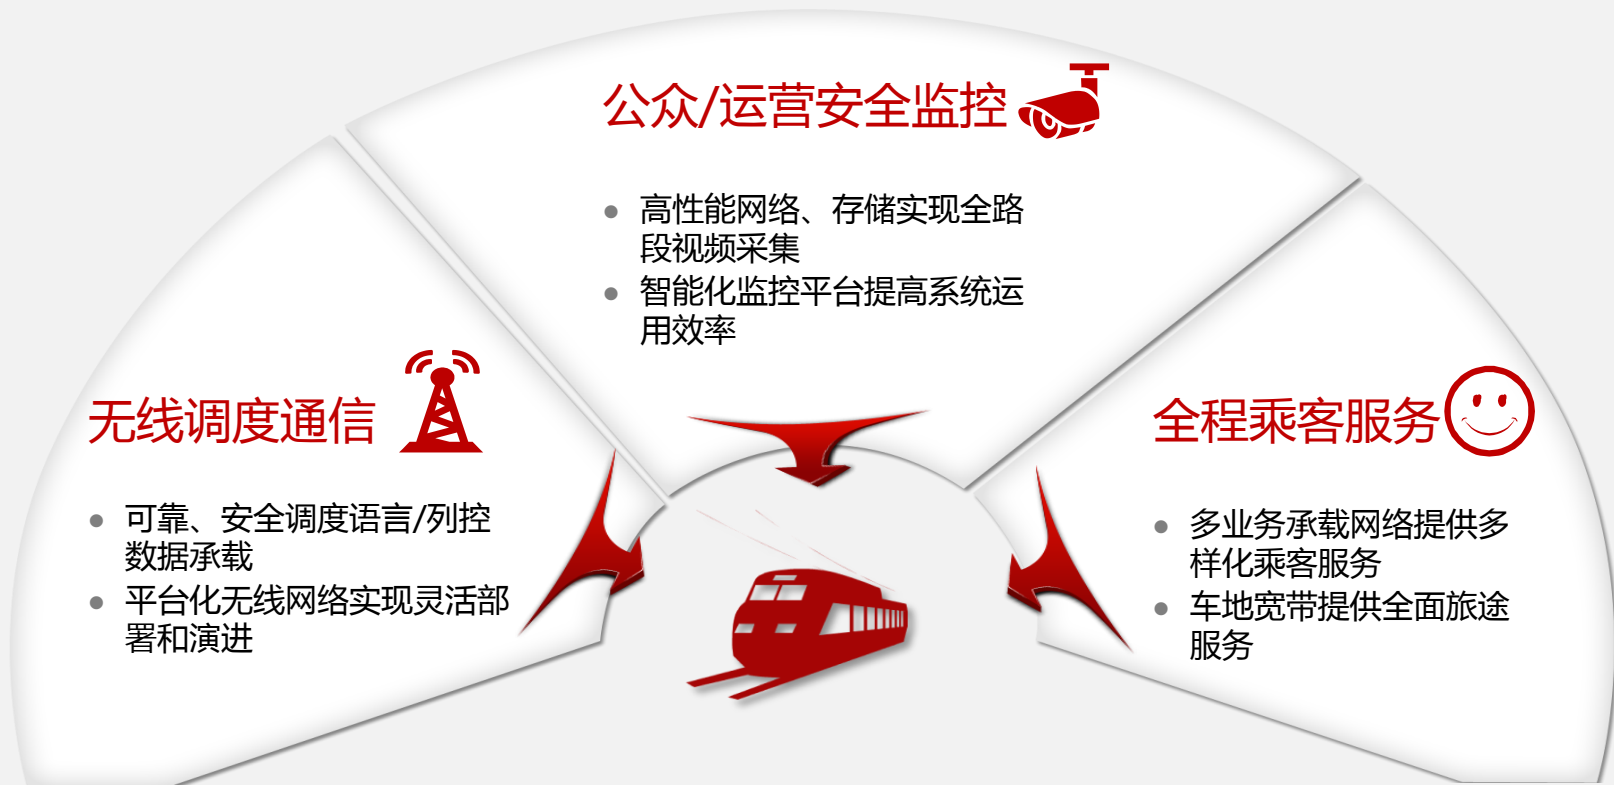 公众/运营安全监控
● 高性能网络、存储实现全路
段视频采集
● 智能化监控平台提高系统运
用效率
无线调度通信
● 可靠、安全调度语言/列控
数据承载
● 平台化无线网络实现灵活部
署和演进
全程乘客服务
● 多业务承载网络提供多
样化乘客服务
● 车地宽带提供全面旅途
服务